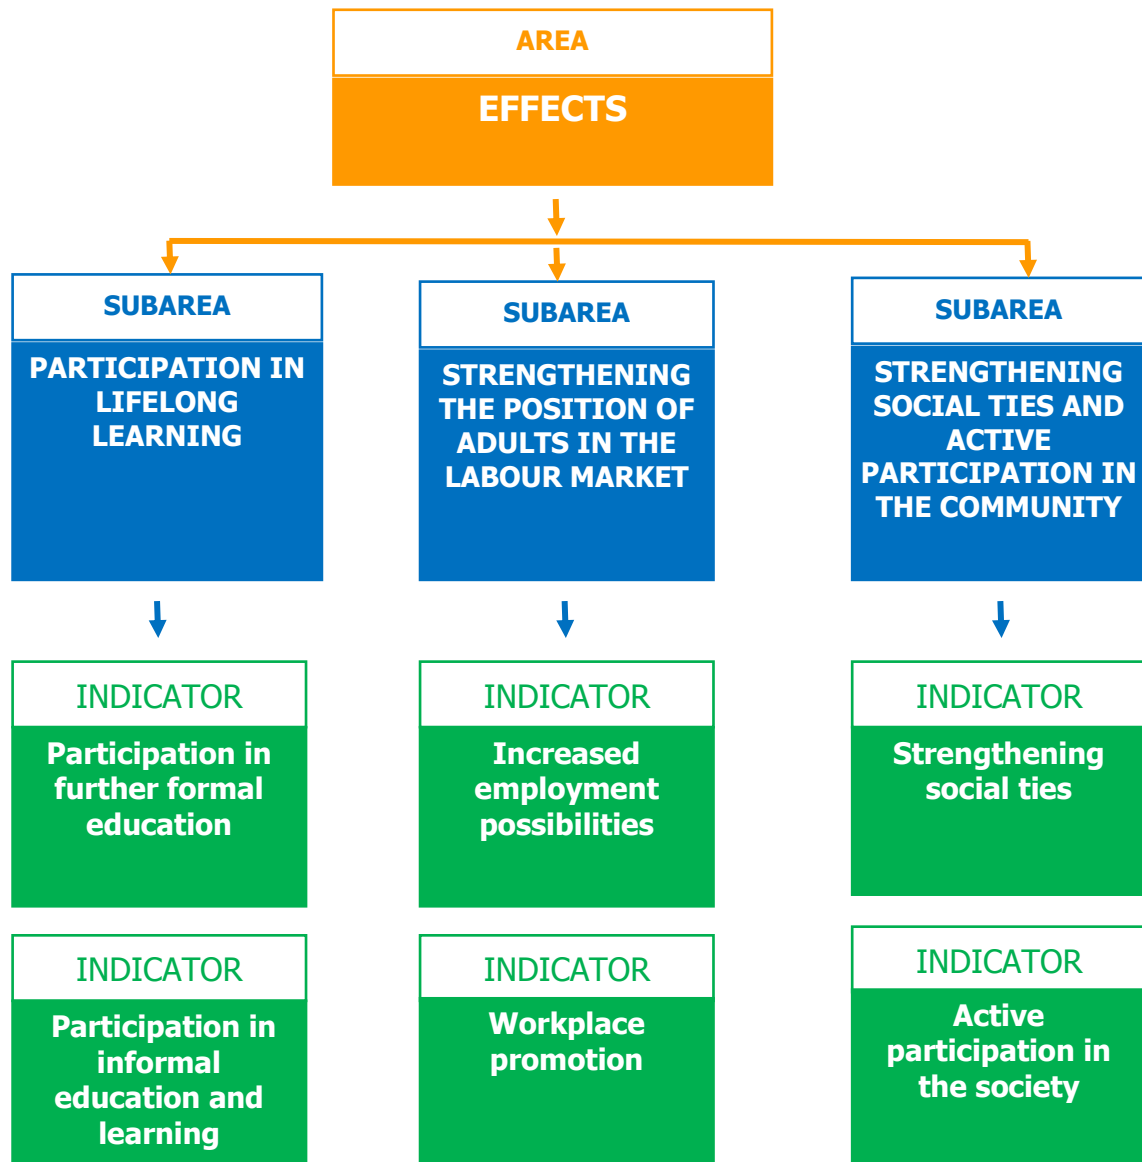 AREA
EFFECTS
SUBAREA
PARTICIPATION IN
LIFELONG
LEARNING
SUBAREA
STRENGTHENING
THE POSITION OF
ADULTS IN THE
LABOUR MARKET
SUBAREA
STRENGTHENING
SOCIAL TIES AND
ACTIVE
PARTICIPATION IN
THE COMMUNITY
INDICATOR
Participation in
further formal
education
INDICATOR
Increased
employment
possibilities
INDICATOR
Strengthening
social ties
INDICATOR
Participation in
informal
education and
learning
INDICATOR
Workplace
promotion
INDICATOR
Active
participation in
the society